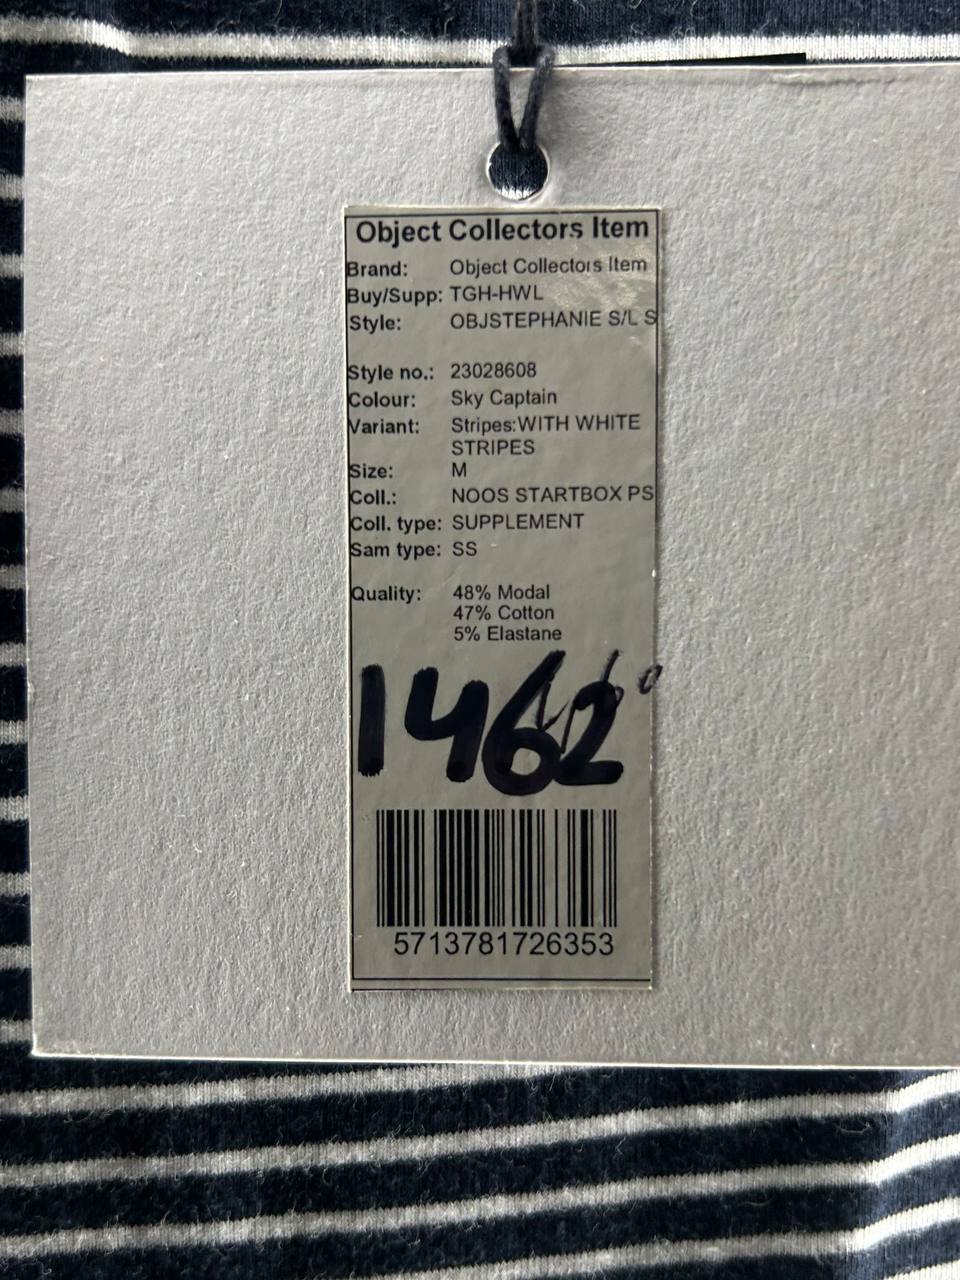 Object Collectors Item
Brand: Object Collectors Item
Buy/Supp: TGH-HWL
Style: OBJSTEPHANIE S/L S
Style no.: 23028608
Colour: Sky Captain
Variant: Stripes:WITH WHITE
STRIPES
Size: M
Coll.: NOOS STARTBOX PS
Coll. type: SUPPLEMENT
Sam type: SS
Quality: 48% Modal
47% Cotton
5% Elastane
1462
5713781726353